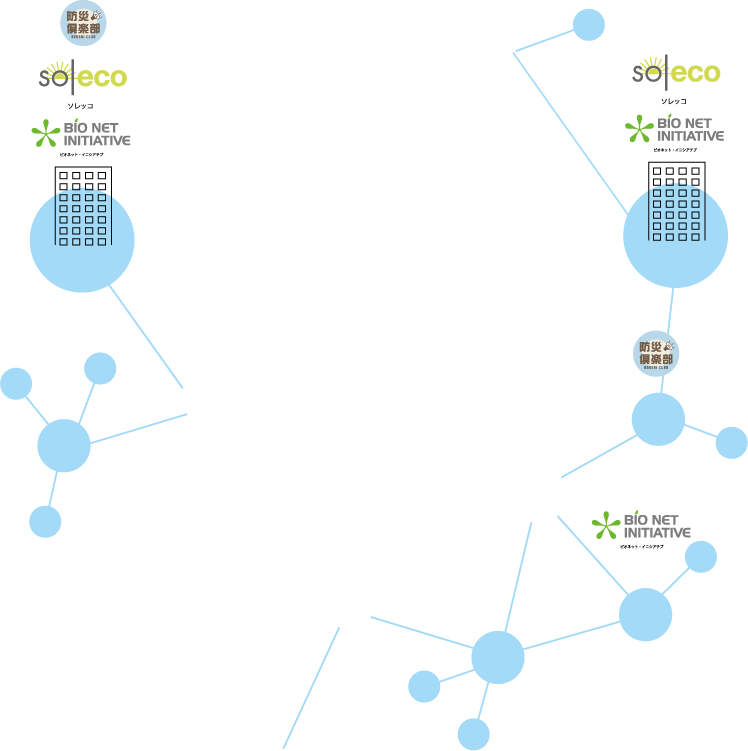 防災
倶楽部
BOUSAI CLUB
soleco
ソレッコ
BIO NET
INITIATIVE
ビオネット・イニシアチブ
soleco
ソレッコ
BIO NET
INITIATIVE
ビオネット・イニシアチブ
防災
倶楽部
BOUSAI CLUB
BIO NET
INITIATIVE
ビオネット・イニシアチブ